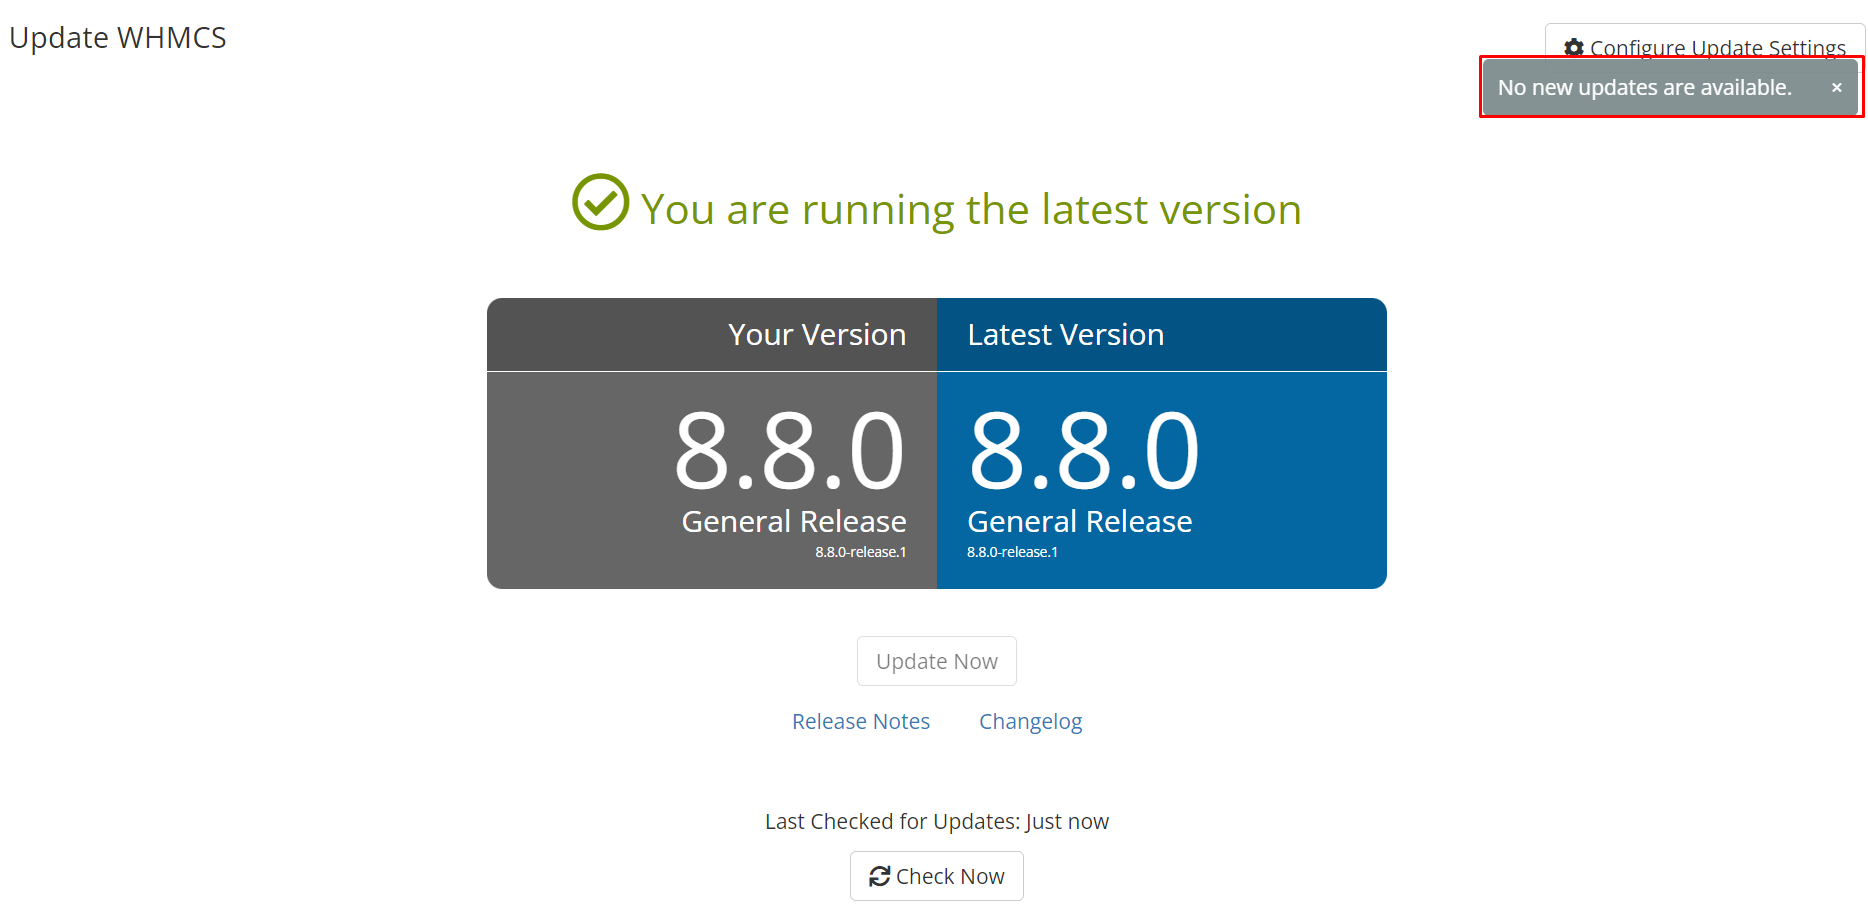 Update WHMCS
Configure Update Settings
No new updates are available. ×
You are running the latest version
Your Version
Latest Version
8.8.0
General Release
8.8.0-release.1
8.8.0
General Release
8.8.0-release.1
Update Now
Release Notes
Changelog
Last Checked for Updates: Just now
Check Now